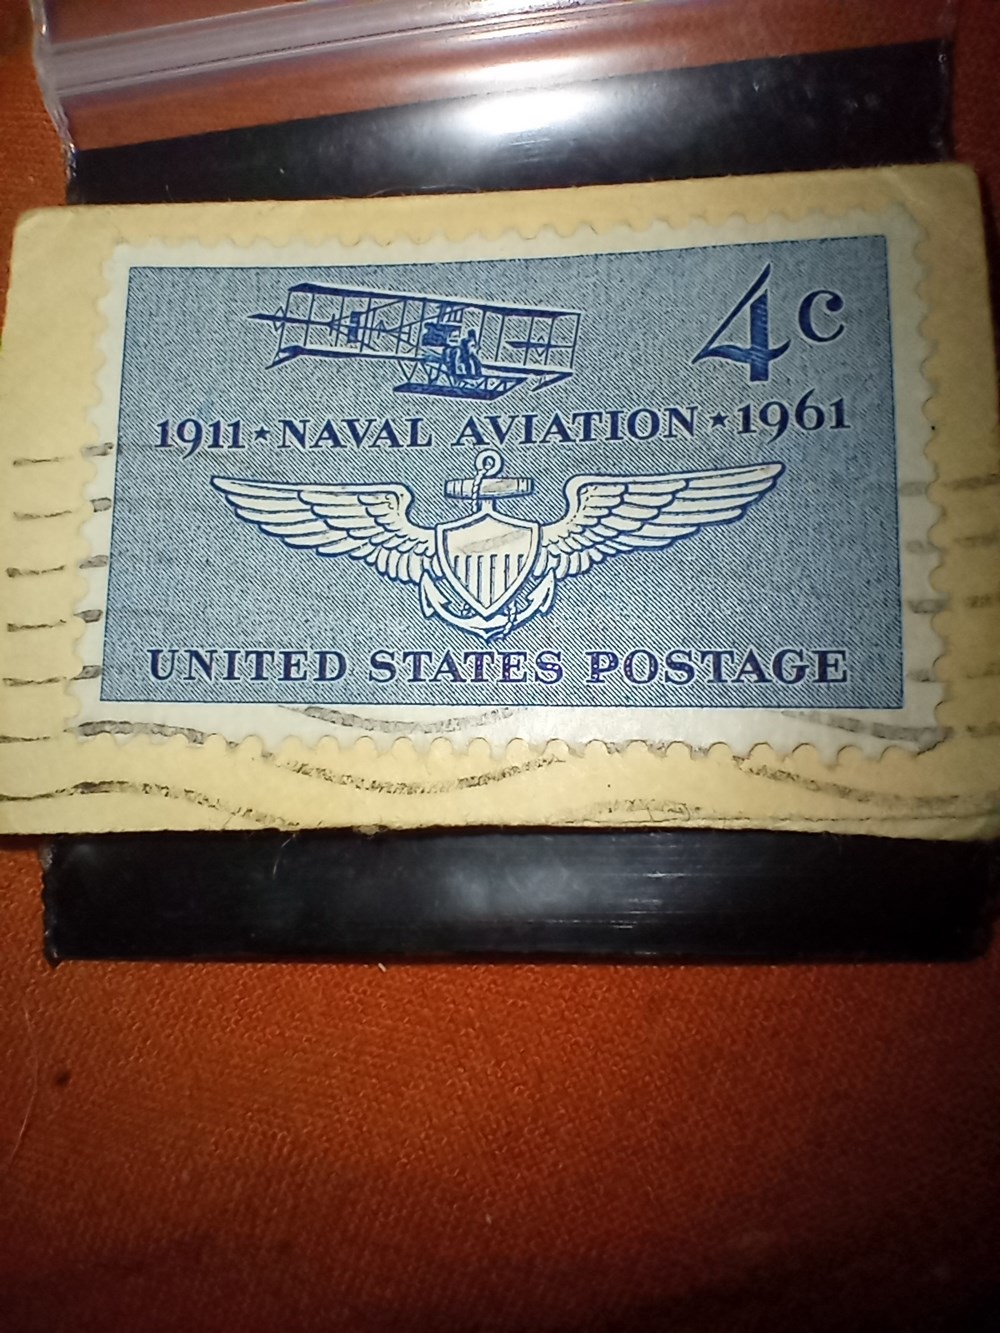 4c
1911★NAVAL AVIATION★1961
UNITED STATES POSTAGE